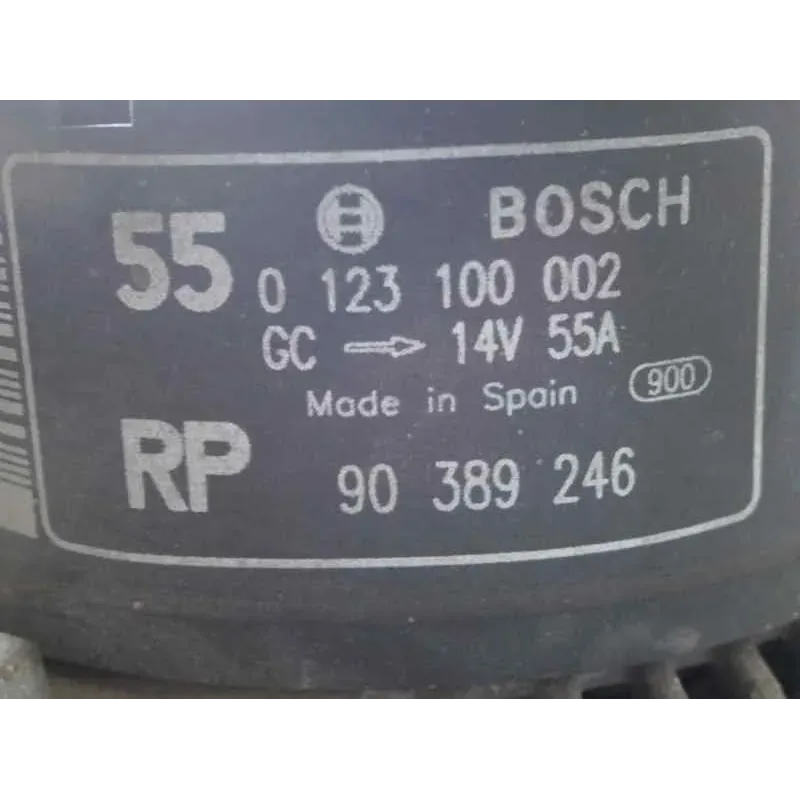 55 BOSCH
0 123 100 002
GC → 14V 55A
Made in Spain 900
RP 90 389 246